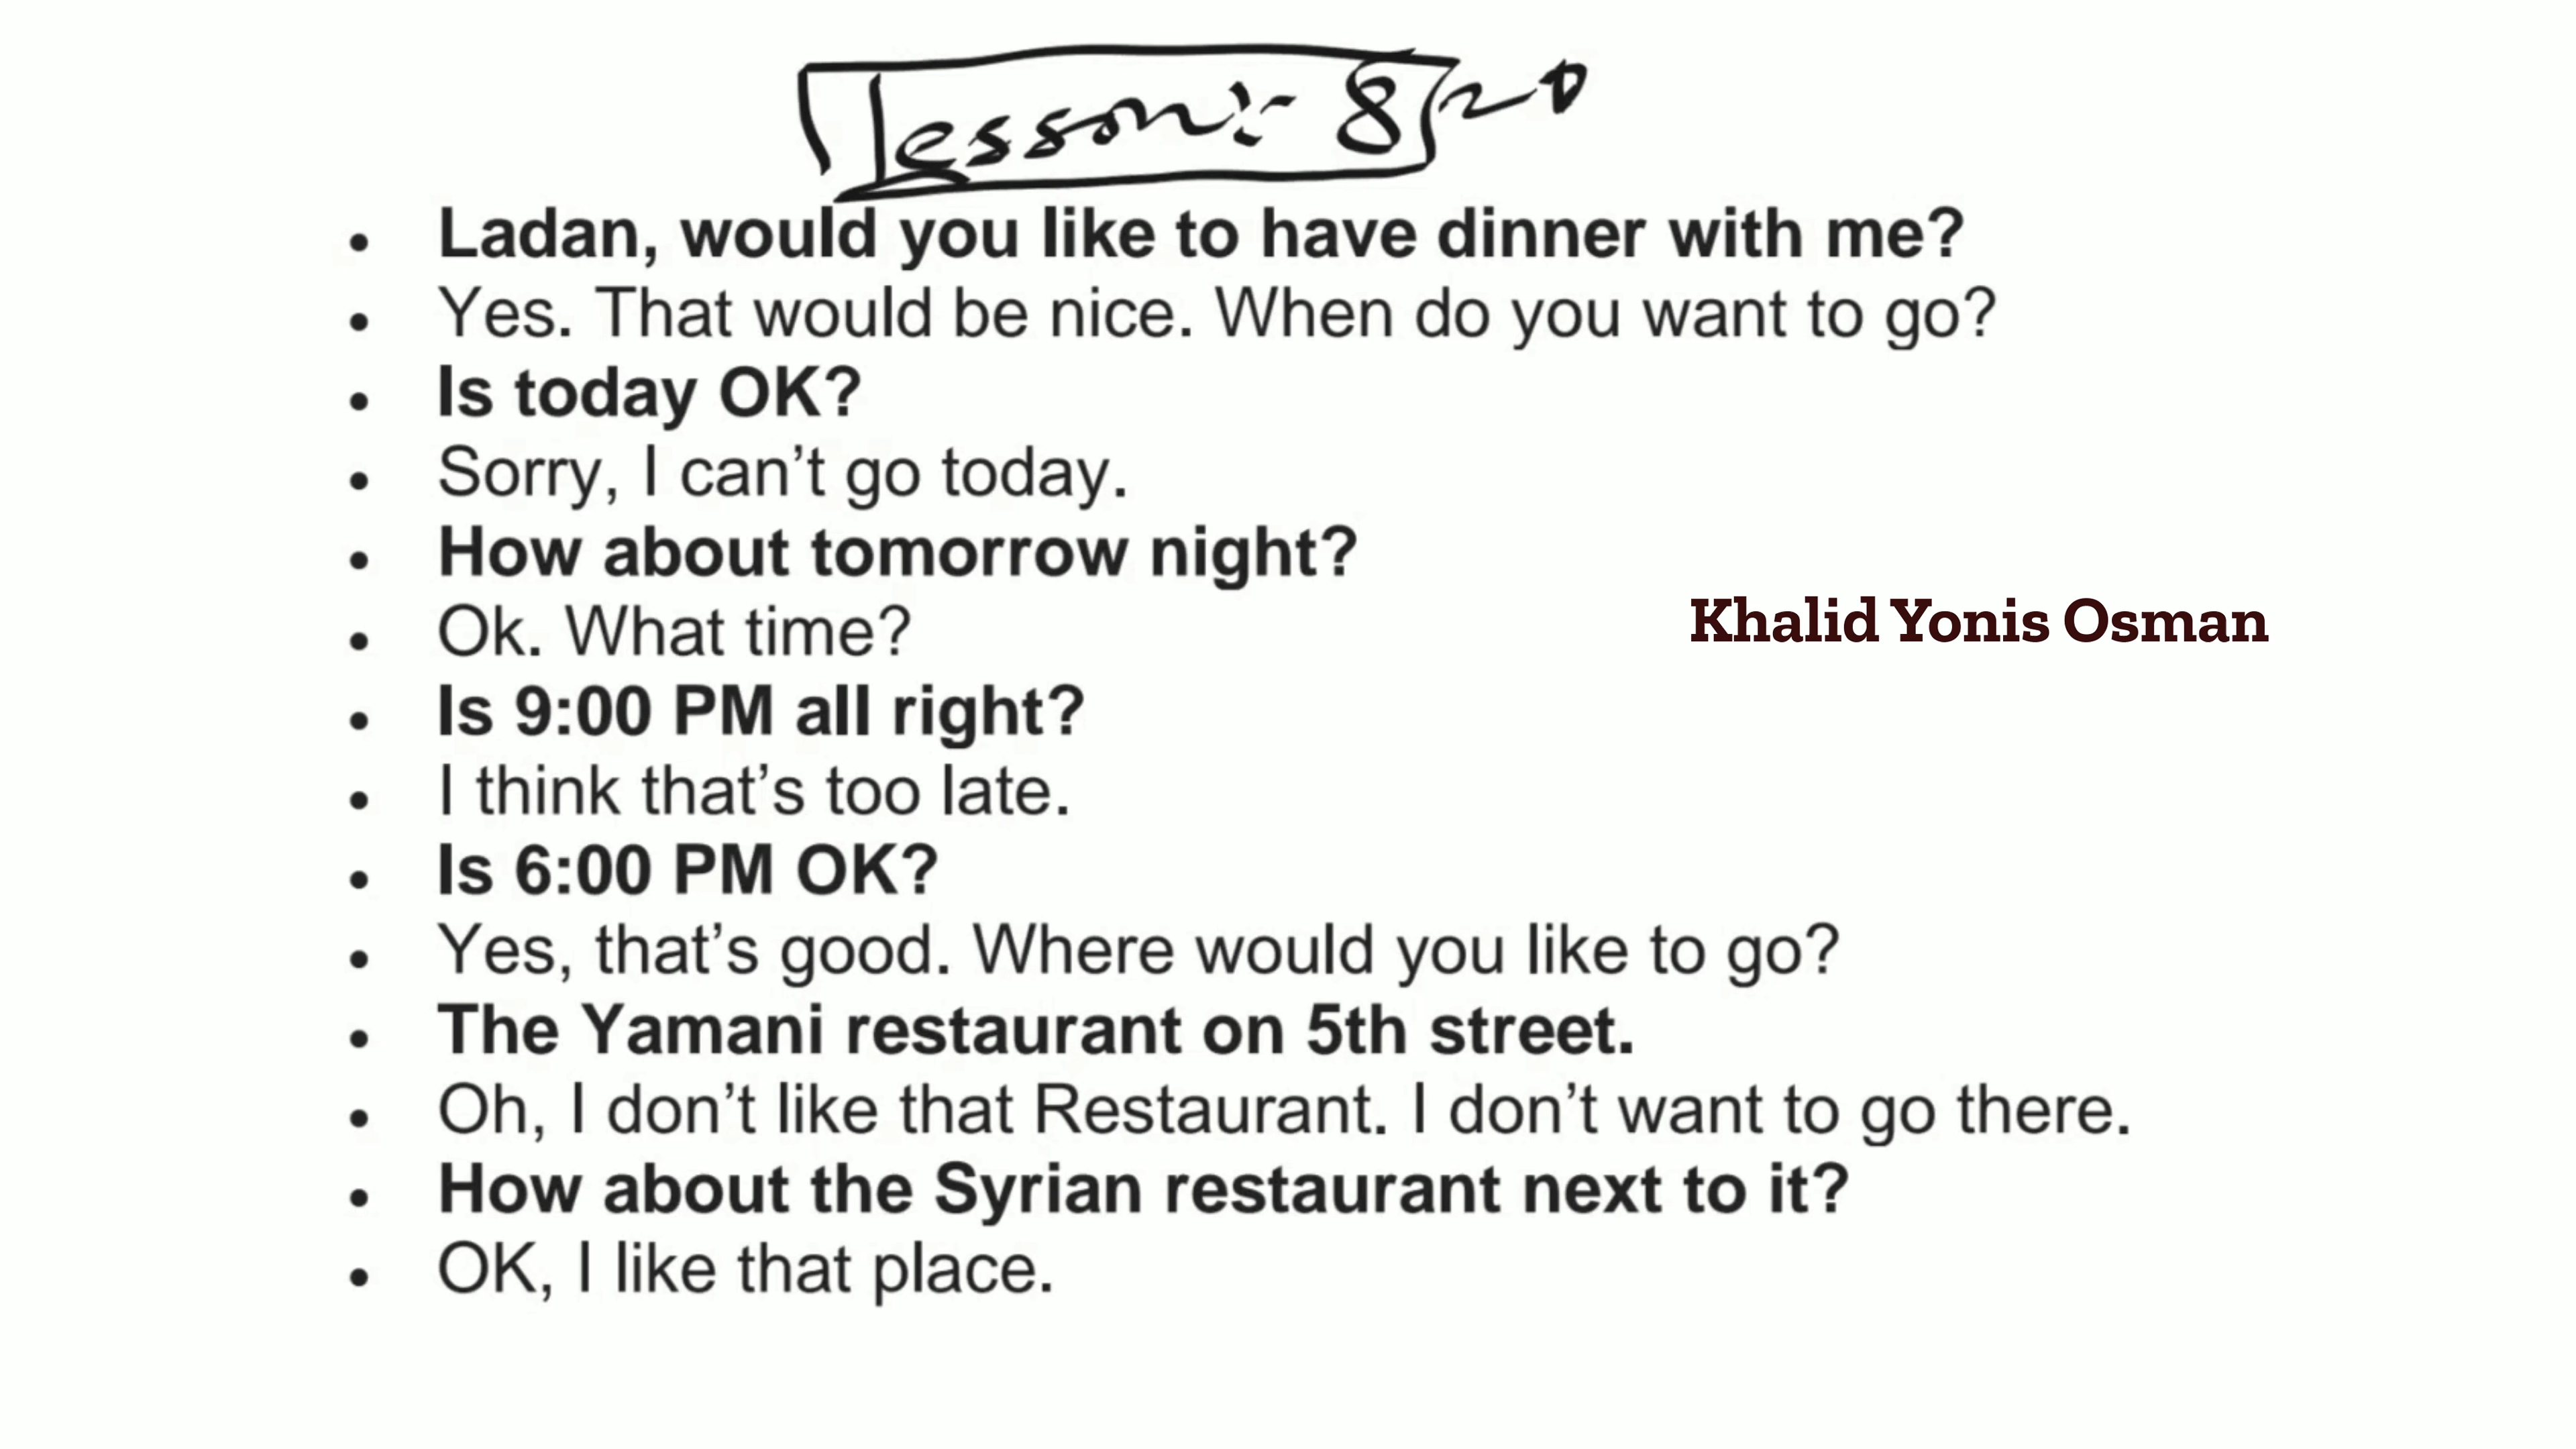 lesson:- 8/20
• Ladan, would you like to have dinner with me?
• Yes. That would be nice. When do you want to go?
• Is today OK?
• Sorry, I can’t go today.
• How about tomorrow night?
• Ok. What time?
Khalid Yonis Osman
• Is 9:00 PM all right?
• I think that’s too late.
• Is 6:00 PM OK?
• Yes, that’s good. Where would you like to go?
• The Yamani restaurant on 5th street.
• Oh, I don’t like that Restaurant. I don’t want to go there.
• How about the Syrian restaurant next to it?
• OK, I like that place.